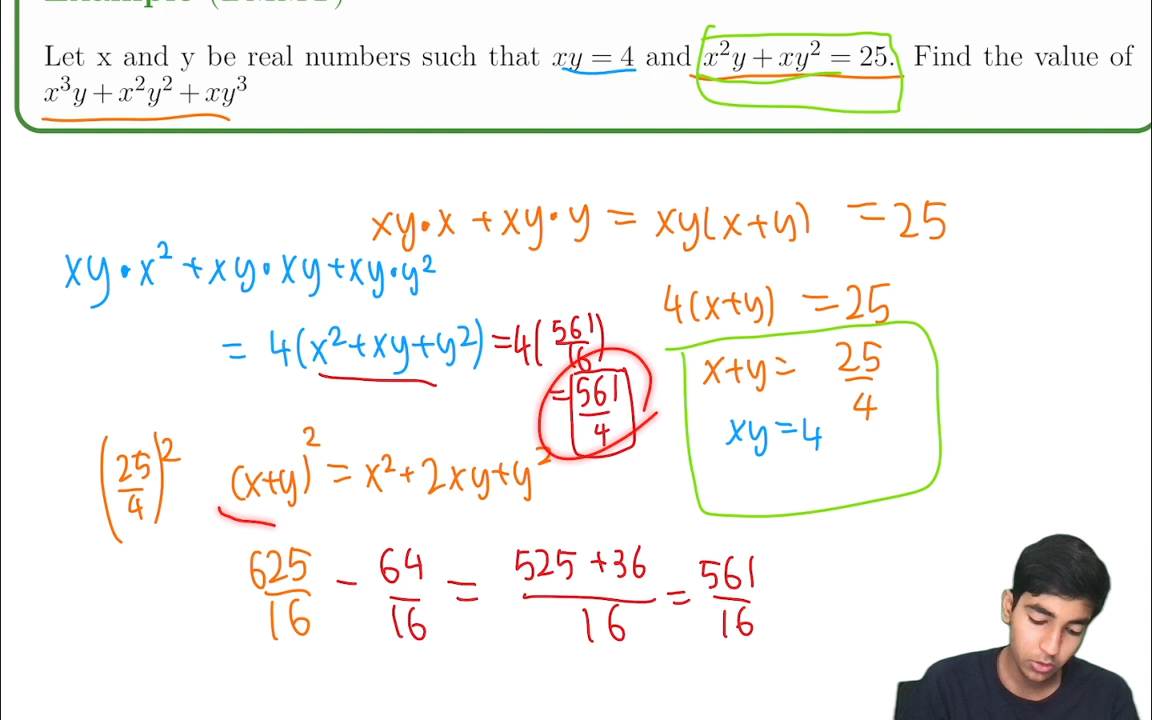 Let x and y be real numbers such that xy = 4 and x²y + xy² = 25. Find the value of
x³y + x²y² + xy³
xy·x + xy·y = xy(x+y) = 25
xy·x² + xy·xy + xy·y²
4(x+y) = 25
= 4(x²+xy+y²) = 4(561/16)
= 561/4
x+y = 25/4
xy = 4
(25/4)² (x+y)² = x² + 2xy + y²
625/16 - 64/16 = (525 + 36)/16 = 561/16